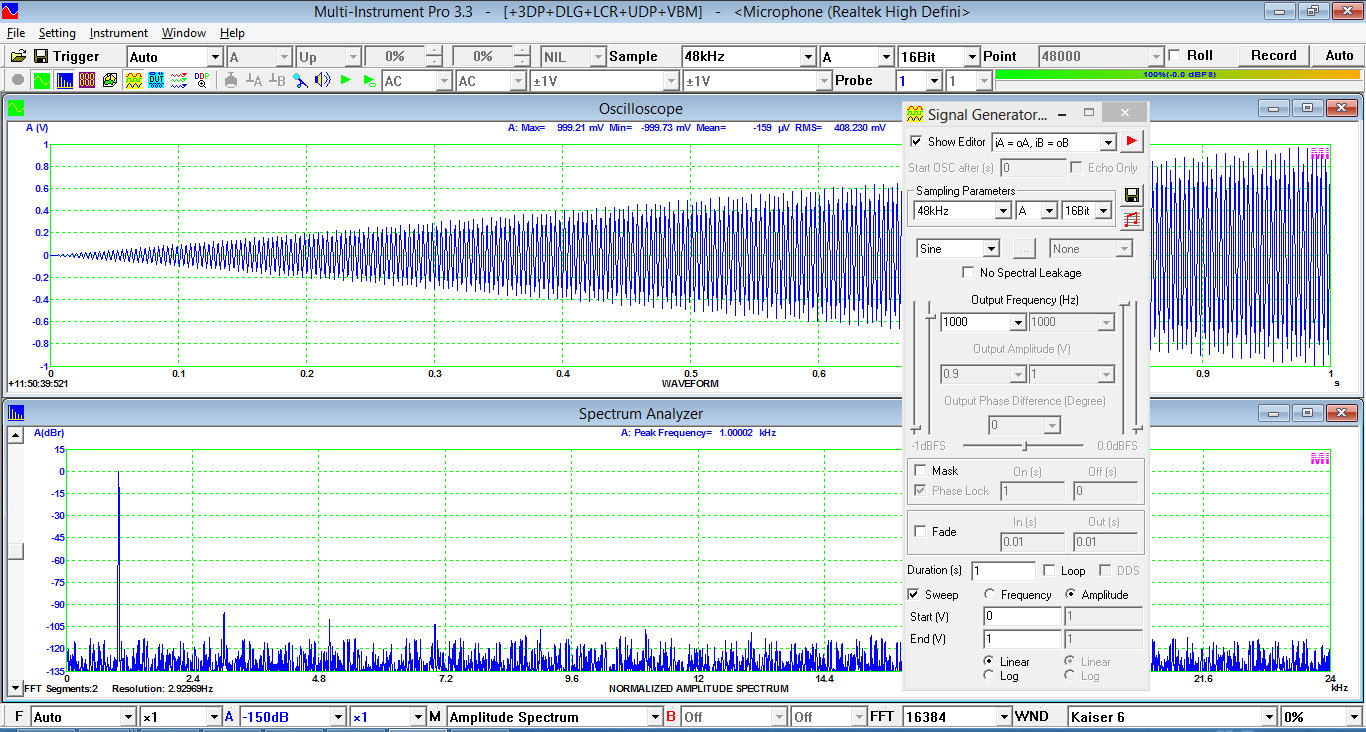 Multi-Instrument Pro 3.3 - [+3DP+DLG+LCR+UDP+VBM] - <Microphone (Realtek High Defini>
File Setting Instrument Window Help
Trigger Auto A Up 0% 0% NIL Sample 48kHz A 16Bit Point 48000 Roll Record Auto
AC AC ±1V ±1V Probe 1 1 100%(-0.0 dBFS)
Oscilloscope
A (V)
A: Max= 999.21 mV Min= -999.73 mV Mean= -159 µV RMS= 408.230 mV
1
0.8
0.6
0.4
0.2
0
-0.2
-0.4
-0.6
-0.8
-1
0 0.1 0.2 0.3 0.4 0.5 0.6 0.9 1
+11:50:39:521
WAVEFORM
s
Spectrum Analyzer
A(dBr)
A: Peak Frequency= 1.00002 kHz
15
0
-15
-30
-45
-60
-75
-90
-105
-120
-135
0 2.4 4.8 7.2 9.6 12 14.4 21.6 24
FFT Segments:2 Resolution: 2.92969Hz
NORMALIZED AMPLITUDE SPECTRUM
kHz
F Auto ×1 A -150dB ×1 M Amplitude Spectrum B Off Off FFT 16384 WND Kaiser 6 0%
Signal Generator...
Show Editor iA = oA, iB = oB
Start OSC after (s) 0 Echo Only
Sampling Parameters
48kHz A 16Bit
Sine ... None
No Spectral Leakage
Output Frequency (Hz)
1000 1000
Output Amplitude (V)
0.9 1
Output Phase Difference (Degree)
0
-1dBFS 0.0dBFS
Mask On (s) Off (s)
Phase Lock 1 0
Fade In (s) Out (s)
0.01 0.01
Duration (s) 1 Loop DDS
Sweep Frequency Amplitude
Start (V) 0 1
End (V) 1 1
Linear Linear
Log Log